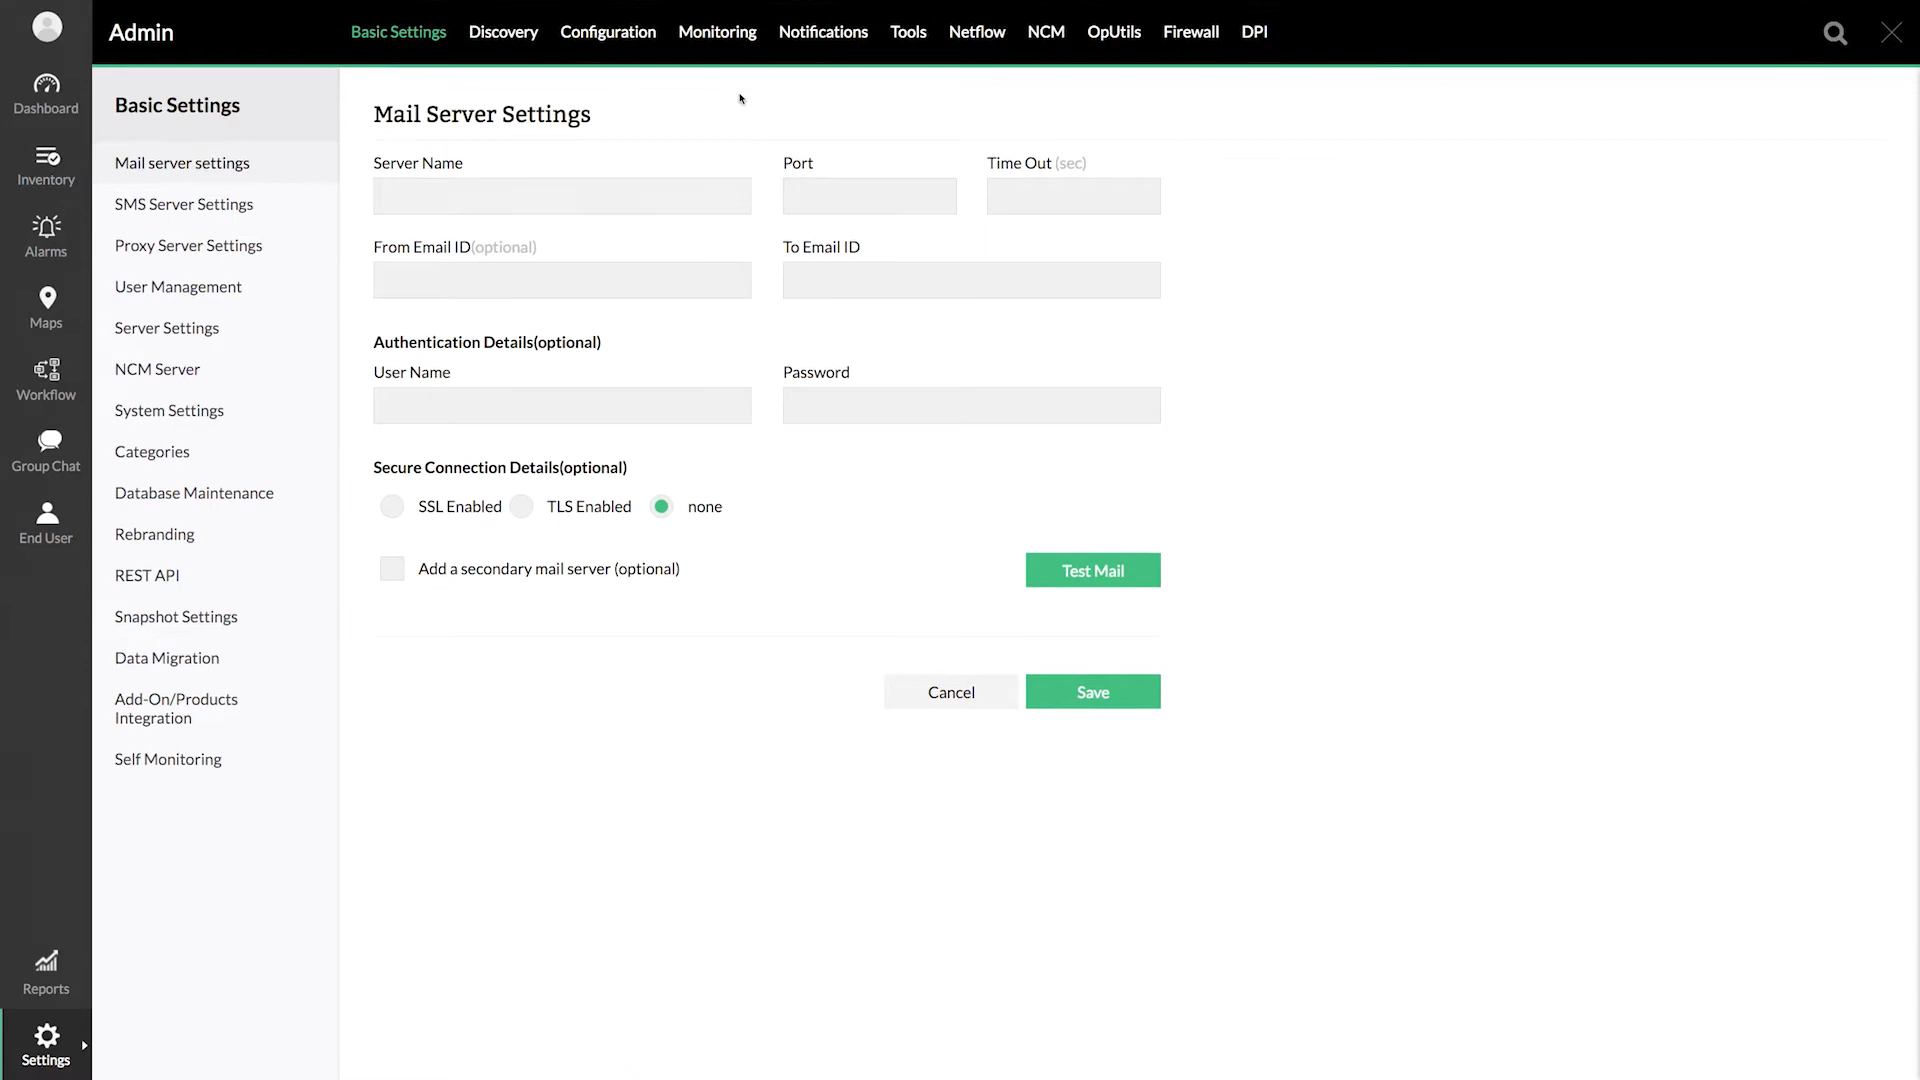 Admin
Basic Settings Discovery Configuration Monitoring Notifications Tools Netflow NCM OpUtils Firewall DPI
Dashboard
Inventory
Alarms
Maps
Workflow
Group Chat
End User
Reports
Settings
Basic Settings
Mail server settings
SMS Server Settings
Proxy Server Settings
User Management
Server Settings
NCM Server
System Settings
Categories
Database Maintenance
Rebranding
REST API
Snapshot Settings
Data Migration
Add-On/Products
Integration
Self Monitoring
Mail Server Settings
Server Name Port Time Out (sec)
From Email ID(optional) To Email ID
Authentication Details(optional)
User Name Password
Secure Connection Details(optional)
SSL Enabled TLS Enabled none
Add a secondary mail server (optional) Test Mail
Cancel Save